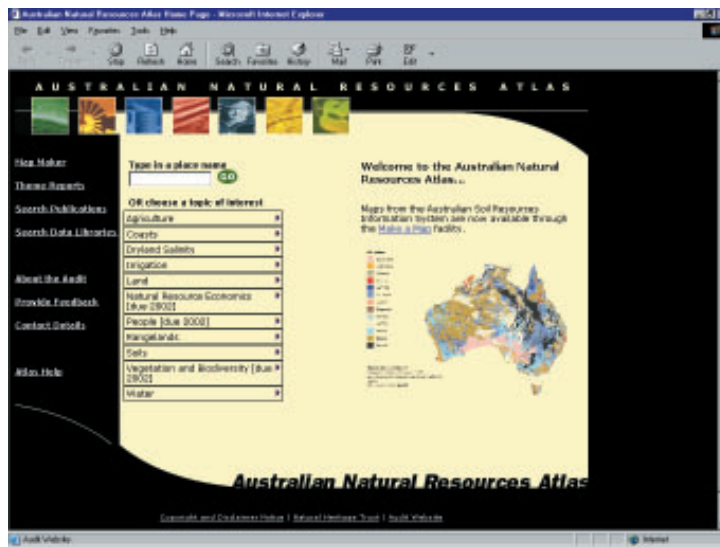 Australian Natural Resources Atlas Home Page - Microsoft Internet Explorer
File Edit View Favorites Tools Help
Stop Refresh Home Search Favorites History Mail Print Edit
AUSTRALIAN NATURAL RESOURCES ATLAS
Map Maker
Theme Reports
Search Publications
Search Data Libraries
About the Audit
Provide Feedback
Contact Details
Atlas Help
Type in a place name
GO
OR choose a topic of interest
Agriculture
Coasts
Dryland Salinity
Irrigation
Land
Natural Resource Economics
[due 2002]
People [due 2002]
Rangelands
Soils
Vegetation and Biodiversity [due
2002]
Water
Welcome to the Australian Natural
Resources Atlas...
Maps from the Australian Soil Resources
Information System are now available through
the Make a Map facility.
Australian Natural Resources Atlas
Copyright and Disclaimer Notice | Natural Heritage Trust | Audit Website
Audit Website
Internet